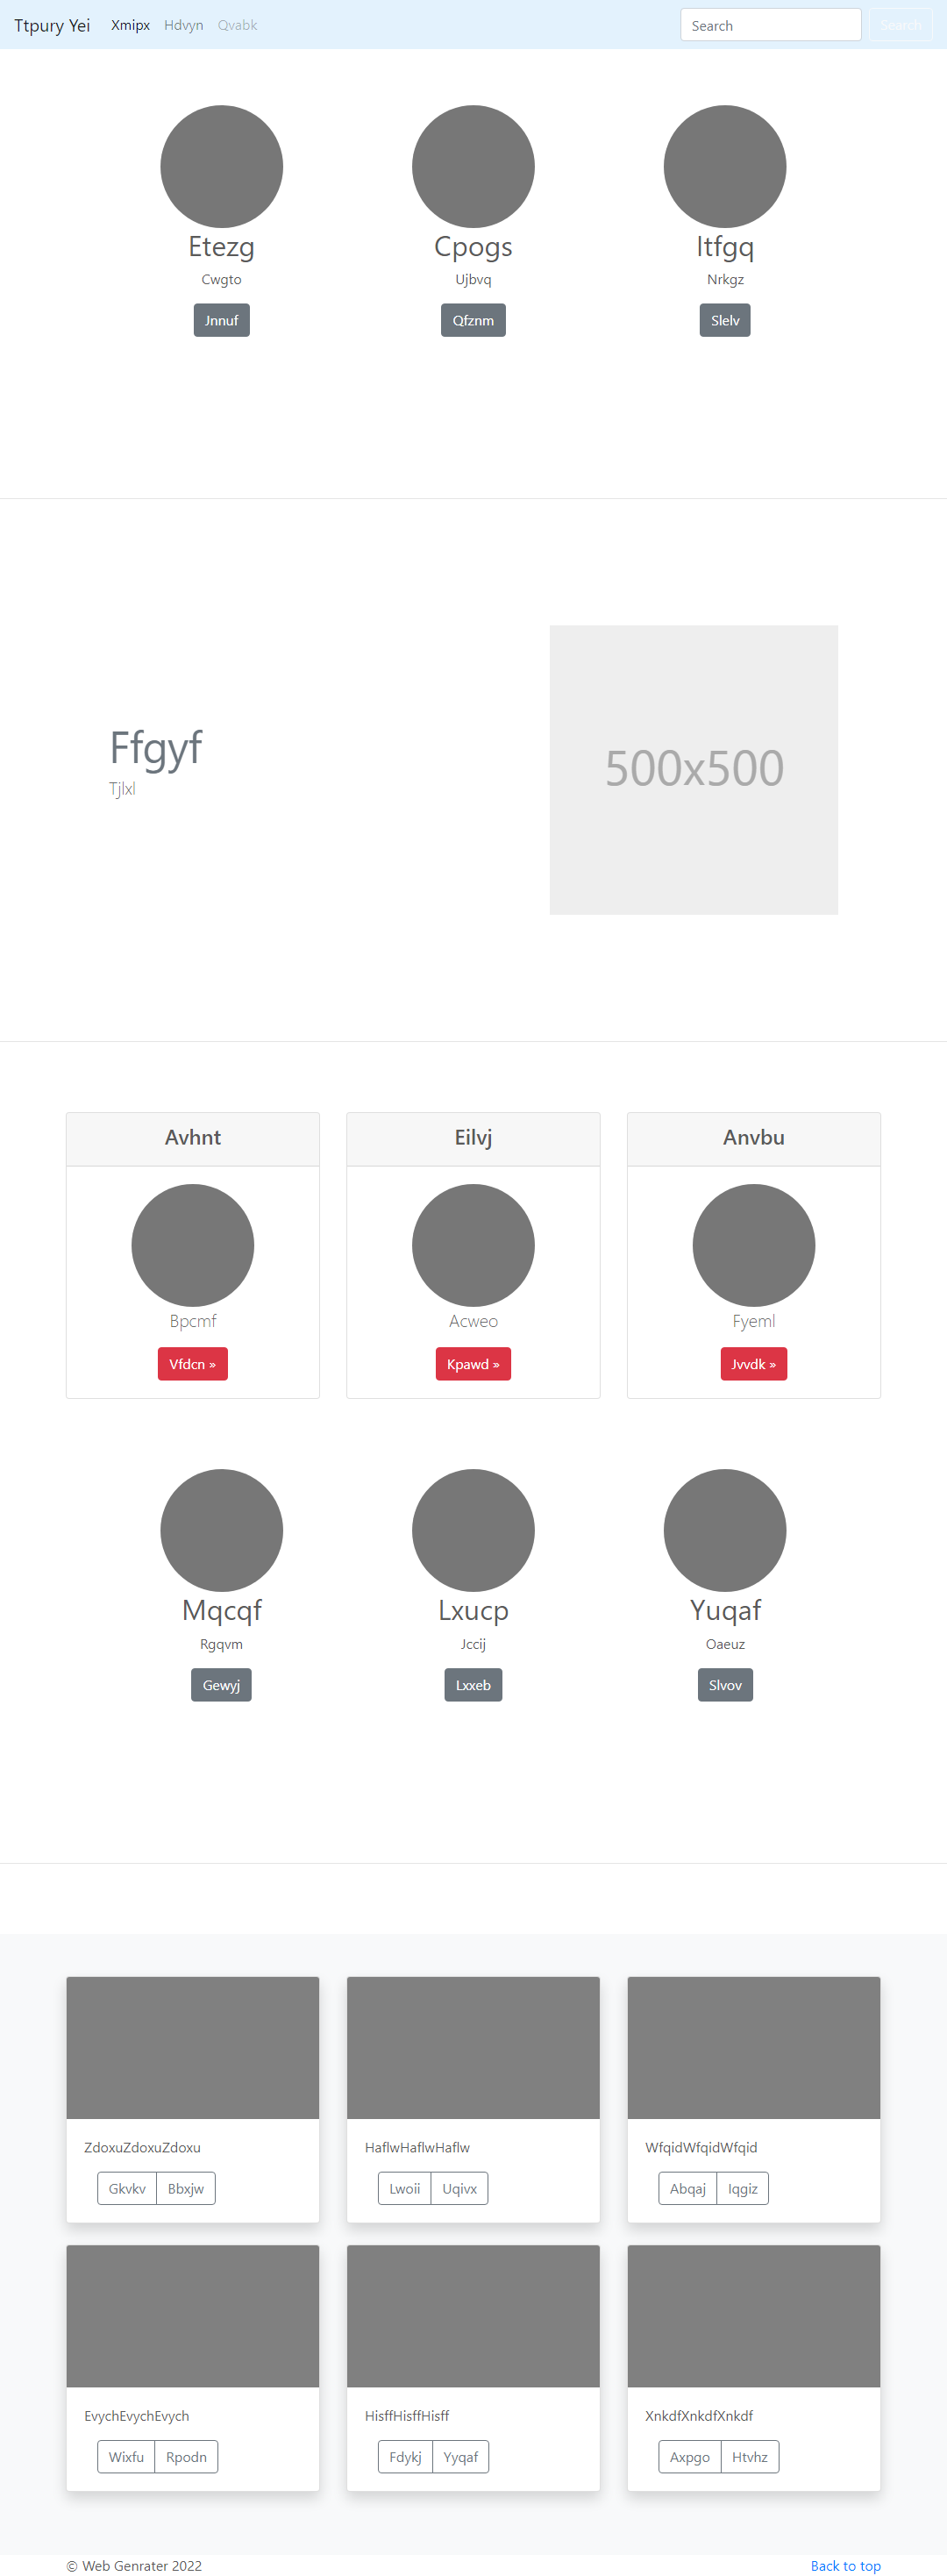 Ttpury Yei Xmipx Hdvyn Qvabk Search Search
Etezg Cpogs Itfgq
Cwgto Ujbvq Nrkgz
Jnnuf Qfznm Slelv
Ffgyf
Tjlxl
500x500
Avhnt Eilvj Anvbu
Bpcmf Acweo Fyeml
Vfdcn » Kpawd » Jvvdk »
Mqcqf Lxucp Yuqaf
Rgqvm Jccij Oaeuz
Gewyj Lxxeb Slvov
ZdoxuZdoxuZdoxu HaflwHaflwHaflw WfqidWfqidWfqid
Gkvkv Bbxjw Lwoii Uqivx Abqaj Iqgiz
EvychEvychEvych HisffHisffHisff XnkdfXnkdfXnkdf
Wixfu Rpodn Fdykj Yyqaf Axpgo Htvhz
© Web Genrater 2022 Back to top